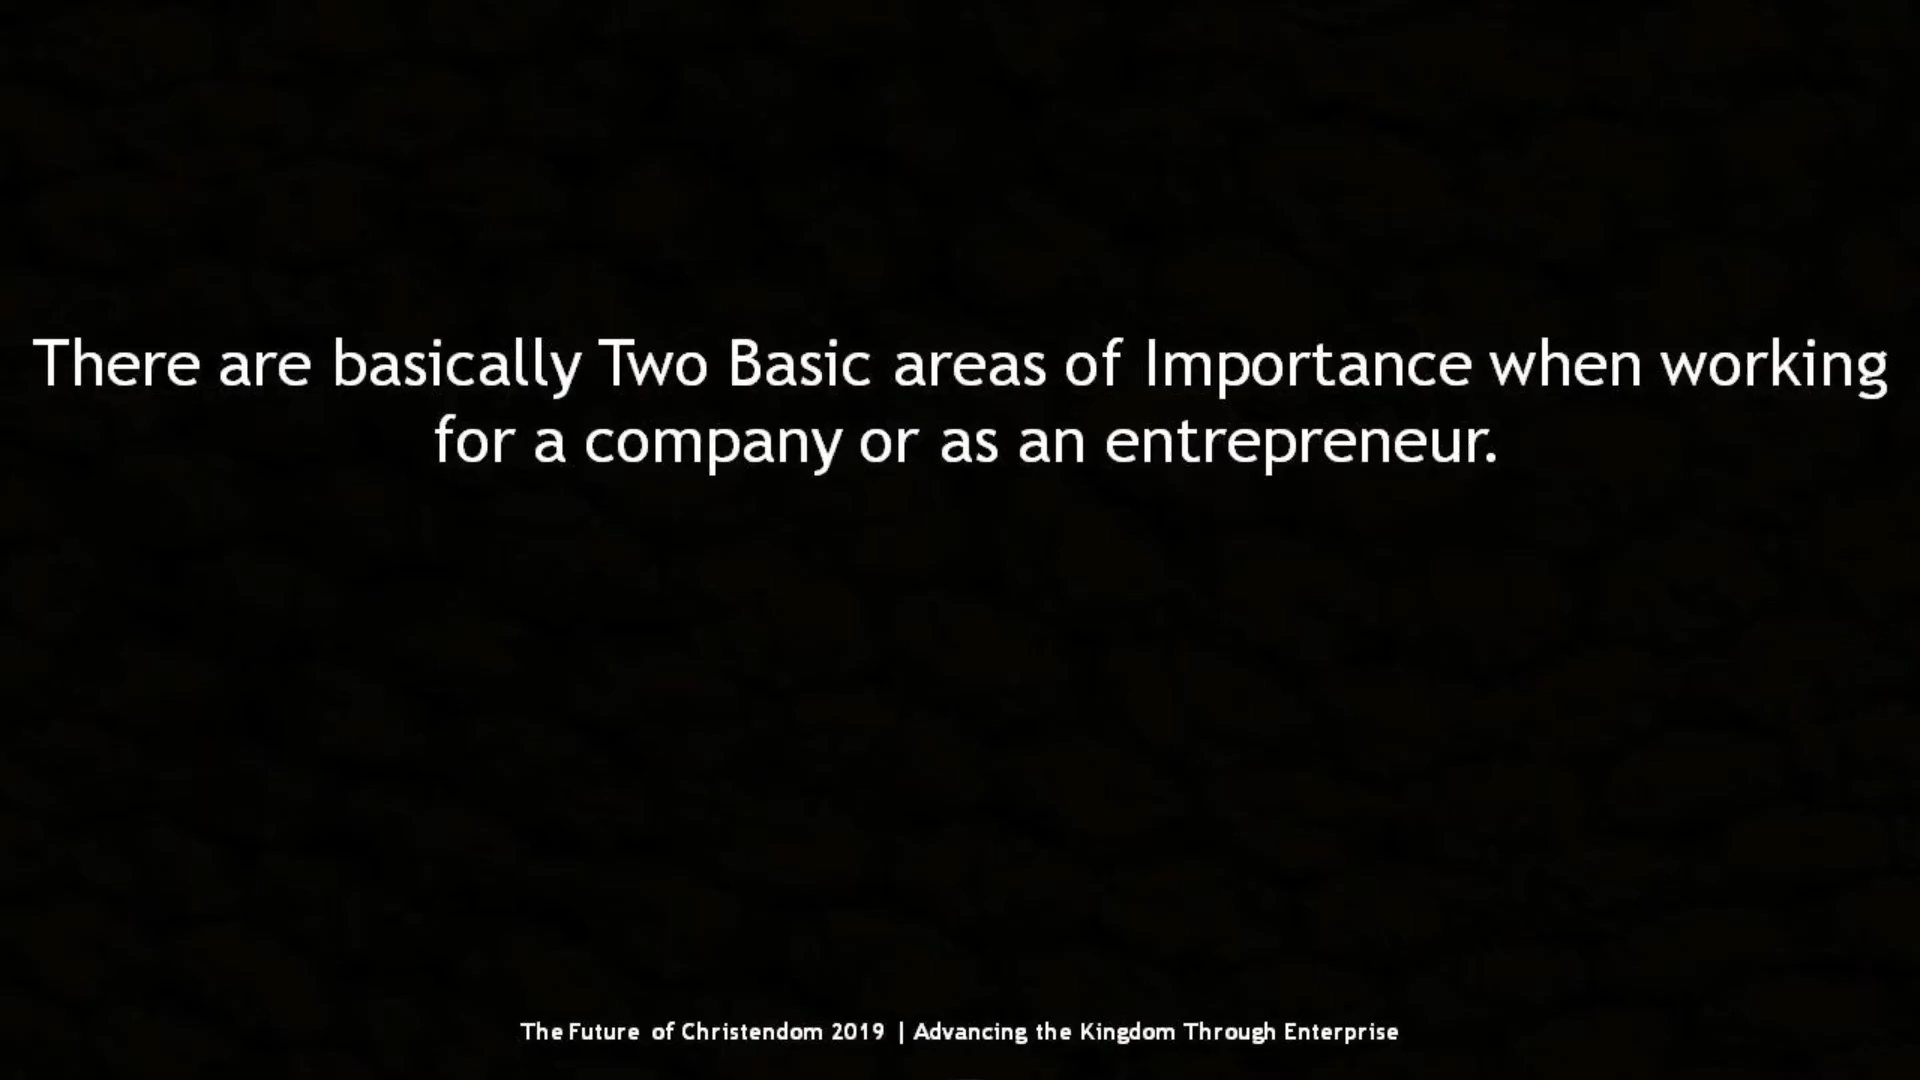 There are basically Two Basic areas of Importance when working
for a company or as an entrepreneur.
The Future of Christendom 2019 | Advancing the Kingdom Through Enterprise